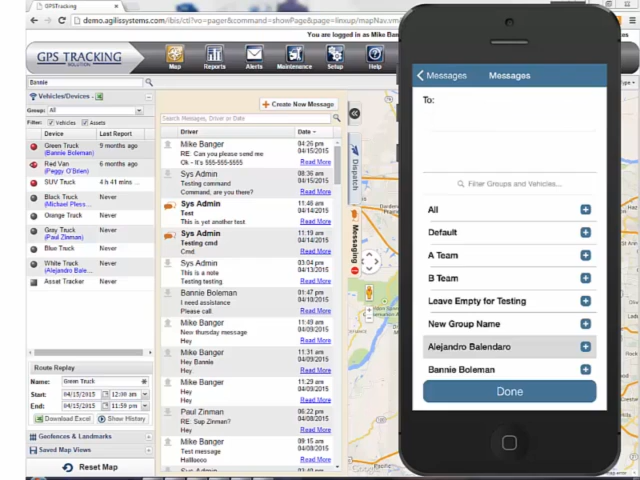 GPSTracking
demo.agilissystems.com/ibis/ctl?vo=pager&command=showPage&page=linxup/mapNav.vm
You are logged in as Mike Ban
GPS TRACKING
SOLUTION
Map
Reports
Alerts
Maintenance
Setup
Help
Bannie
Vehicles/Devices
Group: All
Filter: Vehicles Assets
Device Last Report
Green Truck 9 months ago
(Bannie Boleman)
Red Van 6 months ago
(Peggy O'Brien)
SUV Truck 4 h 41 mins ...
Black Truck Never
(Michael Pless...
Orange Truck Never
Gray Truck Never
(Paul Zinman)
Blue Truck Never
White Truck Never
(Alejandro Bale...
Asset Tracker Never
Route Replay
Name: Green Truck
Start: 04/15/2015 12:00 am
End: 04/15/2015 11:59 pm
Download Excel Show History
Geofences & Landmarks
Saved Map Views
Reset Map
Create New Message
Search Messages, Driver or Date
Driver Date
Mike Banger 04:26 pm
RE: Can you please send me 04/15/2015
Ok - It's 555-555-5555 Read More
Sys Admin 08:36 am
Testing command 04/15/2015
Command, are you there? Read More
Sys Admin 11:46 am
Test 04/14/2015
This is yet another test Read More
Sys Admin 11:19 am
Testing cmd 04/14/2015
Cmd Read More
Sys Admin 03:04 pm
This is a note 04/13/2015
Testing testing Read More
Bannie Boleman 01:47 pm
I need assistance 04/10/2015
Please call Read More
Mike Banger 11:49 am
New thursday message 04/09/2015
Hey Read More
Mike Banger 11:31 am
Hey Bannie 04/09/2015
Hey Read More
Mike Banger 11:29 am
Hey 04/09/2015
Hey Read More
Paul Zinman 06:22 pm
RE: Sup Zinman? 04/08/2015
Hey Read More
Mike Banger 09:15 am
Test message 04/08/2015
Hallloooo Read More
Dispatch
Messaging
Messages
Messages
To:
Filter Groups and Vehicles...
All
Default
A Team
B Team
Leave Empty for Testing
New Group Name
Alejandro Balendaro
Bannie Boleman
Done